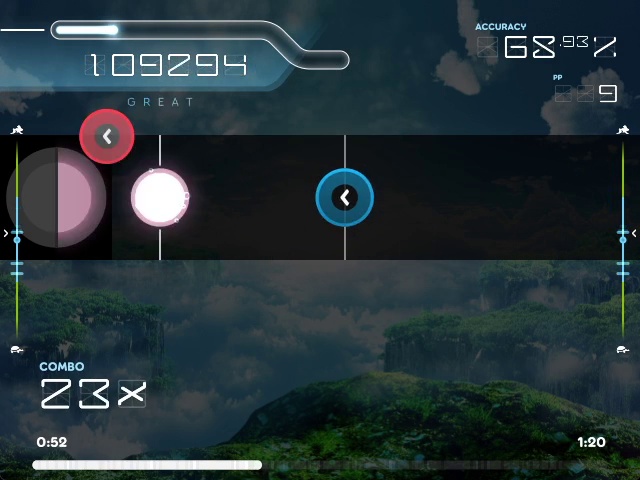 109294
GREAT
ACCURACY
68.93%
PP
9
COMBO
23x
0:52
1:20